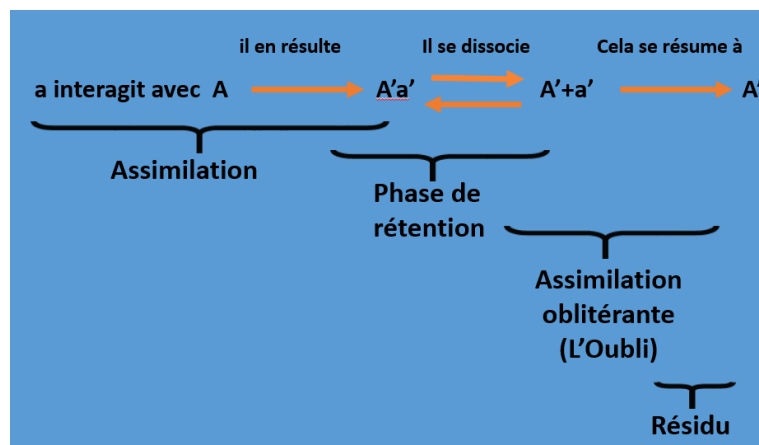 il en résulte Il se dissocie Cela se résume à
a interagit avec A A'a' A'+a' A'
Assimilation
Phase de
rétention
Assimilation
oblitérante
(L'Oubli)
Résidu